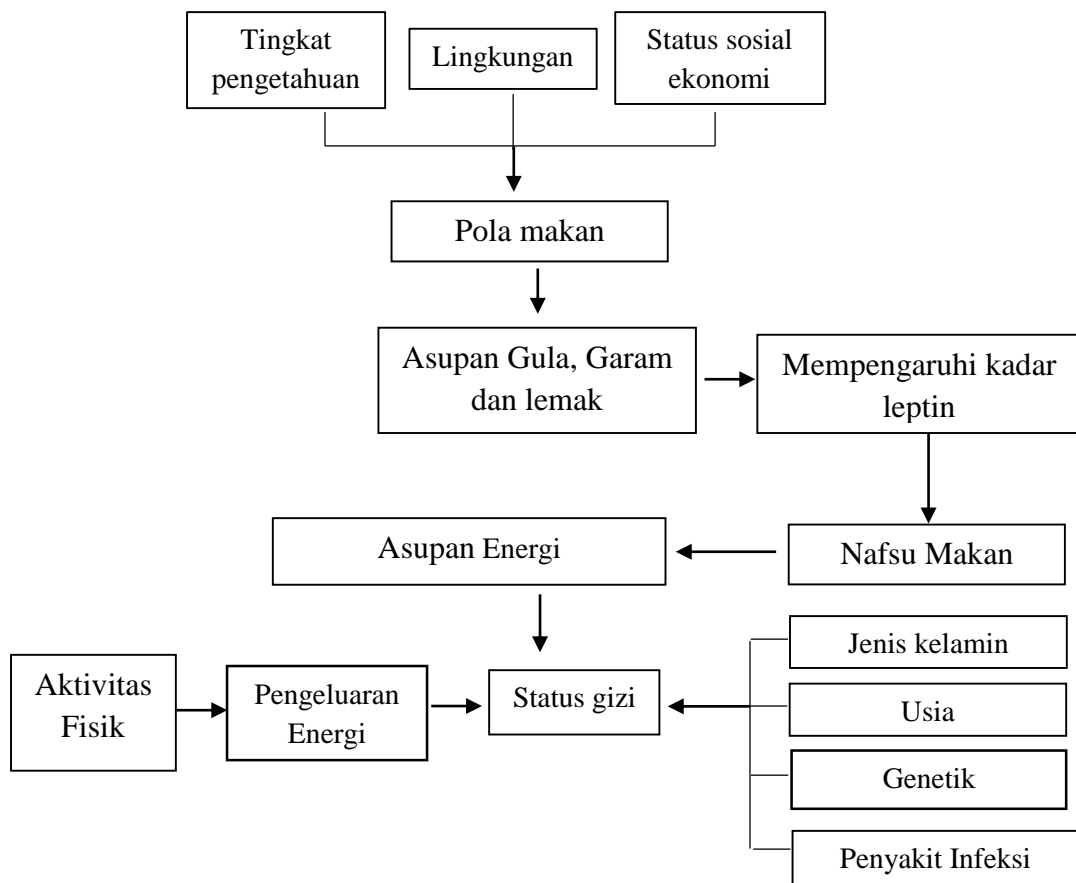 Tingkat
pengetahuan
Lingkungan
Status sosial
ekonomi
Pola makan
Asupan Gula, Garam
dan lemak
Mempengaruhi kadar
leptin
Asupan Energi
Nafsu Makan
Aktivitas
Fisik
Pengeluaran
Energi
Status gizi
Jenis kelamin
Usia
Genetik
Penyakit Infeksi